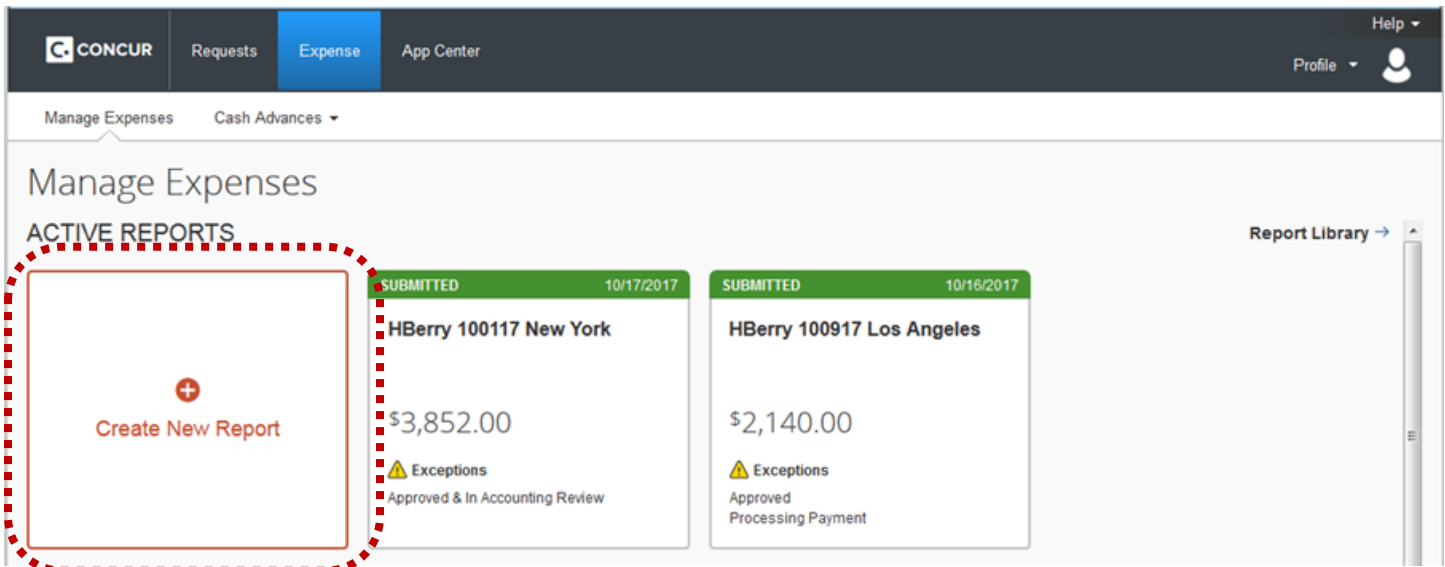 Help
C. CONCUR Requests Expense App Center
Profile
Manage Expenses Cash Advances
Manage Expenses
ACTIVE REPORTS
Report Library →
Create New Report
SUBMITTED 10/17/2017
HBerry 100117 New York
$3,852.00
Exceptions
Approved & In Accounting Review
SUBMITTED 10/16/2017
HBerry 100917 Los Angeles
$2,140.00
Exceptions
Approved
Processing Payment